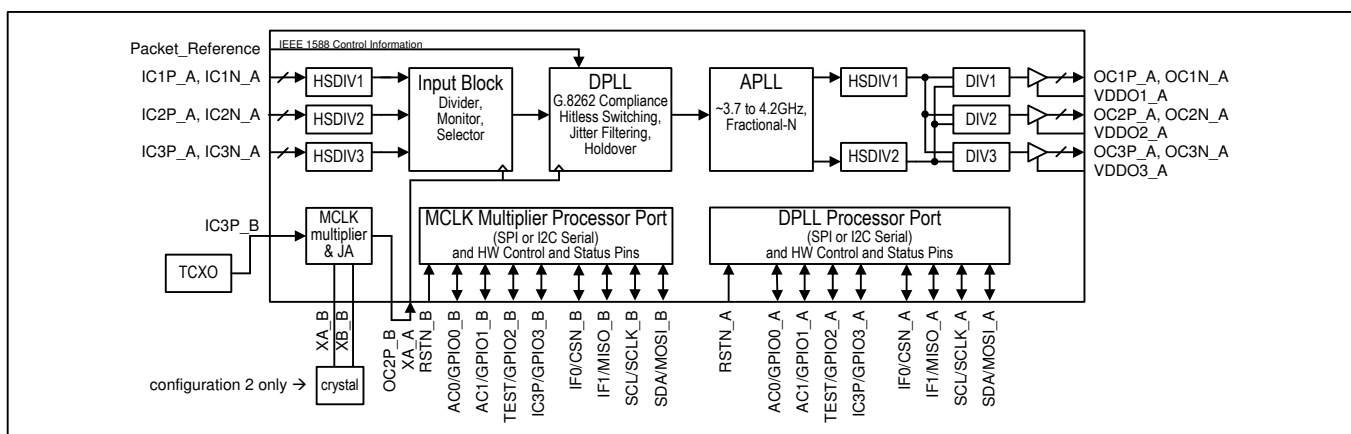 Packet_Reference
IEEE 1588 Control Information
IC1P_A, IC1N_A
IC2P_A, IC2N_A
IC3P_A, IC3N_A
HSDIV1
HSDIV2
HSDIV3
Input Block
Divider,
Monitor,
Selector
DPLL
G.8262 Compliance
Hitless Switching,
Jitter Filtering,
Holdover
APLL
~3.7 to 4.2GHz,
Fractional-N
HSDIV1
HSDIV2
DIV1
DIV2
DIV3
OC1P_A, OC1N_A
VDDO1_A
OC2P_A, OC2N_A
VDDO2_A
OC3P_A, OC3N_A
VDDO3_A
IC3P_B
TCXO
MCLK
multiplier
& JA
MCLK Multiplier Processor Port
(SPI or I2C Serial)
and HW Control and Status Pins
DPLL Processor Port
(SPI or I2C Serial)
and HW Control and Status Pins
XA_B
XB_B
OC2P_B
XA_A
RSTN_B
AC0/GPIO0_B
AC1/GPIO1_B
TEST/GPIO2_B
IC3P/GPIO3_B
IF0/CSN_B
IF1/MISO_B
SCL/SCLK_B
SDA/MOSI_B
RSTN_A
AC0/GPIO0_A
AC1/GPIO1_A
TEST/GPIO2_A
IC3P/GPIO3_A
IF0/CSN_A
IF1/MISO_A
SCL/SCLK_A
SDA/MOSI_A
configuration 2 only →
crystal